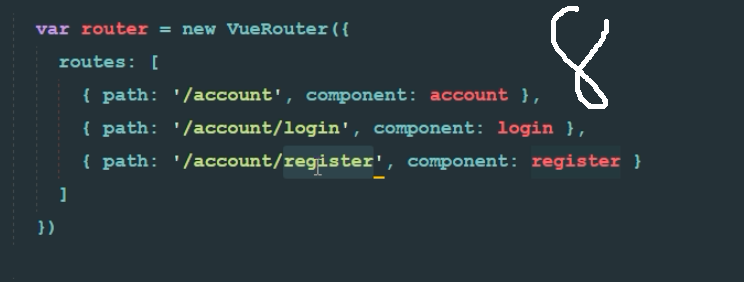 var router = new VueRouter({ 8
routes: [
{ path: '/account', component: account },
{ path: '/account/login', component: login },
{ path: '/account/register', component: register }
]
})